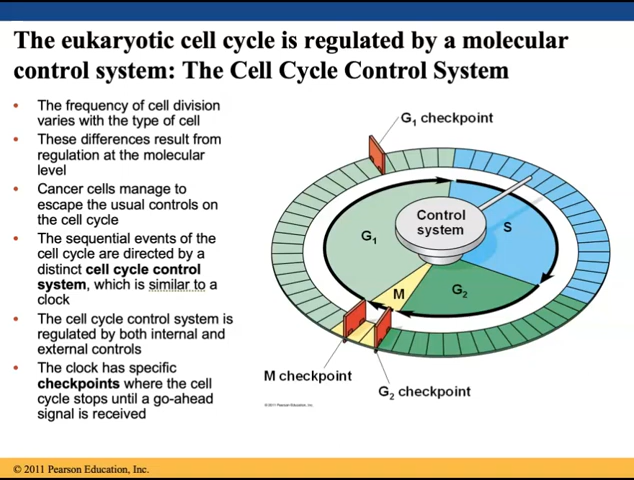 The eukaryotic cell cycle is regulated by a molecular
control system: The Cell Cycle Control System
• The frequency of cell division
varies with the type of cell
• These differences result from
regulation at the molecular
level
• Cancer cells manage to
escape the usual controls on
the cell cycle
• The sequential events of the
cell cycle are directed by a
distinct cell cycle control
system, which is similar to a
clock
• The cell cycle control system is
regulated by both internal and
external controls
• The clock has specific
checkpoints where the cell
cycle stops until a go-ahead
signal is received
G₁ checkpoint
Control
system
S
G₁
M
G₂
M checkpoint
G₂ checkpoint
© 2011 Pearson Education, Inc.
© 2011 Pearson Education, Inc.